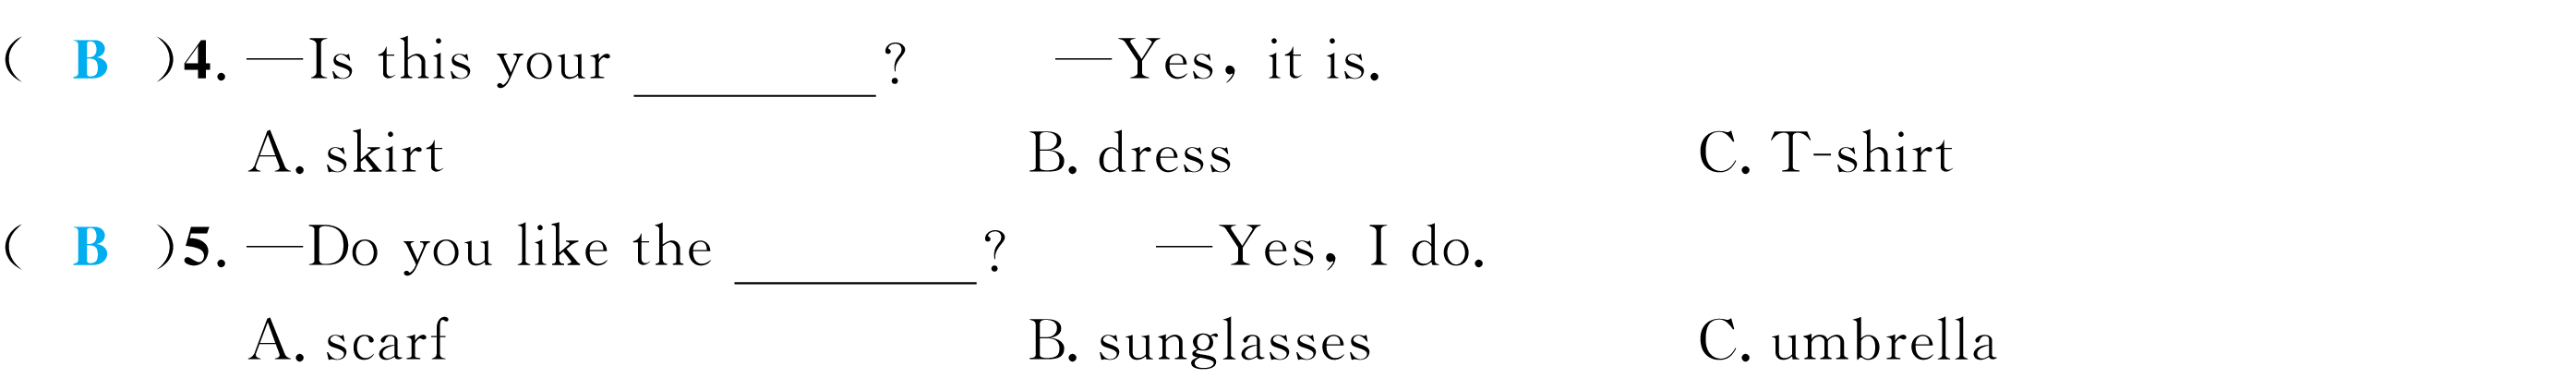 ( B )4. —Is this your ________? —Yes, it is.
A. skirt B. dress C. T-shirt
( B )5. —Do you like the ________? —Yes, I do.
A. scarf B. sunglasses C. umbrella